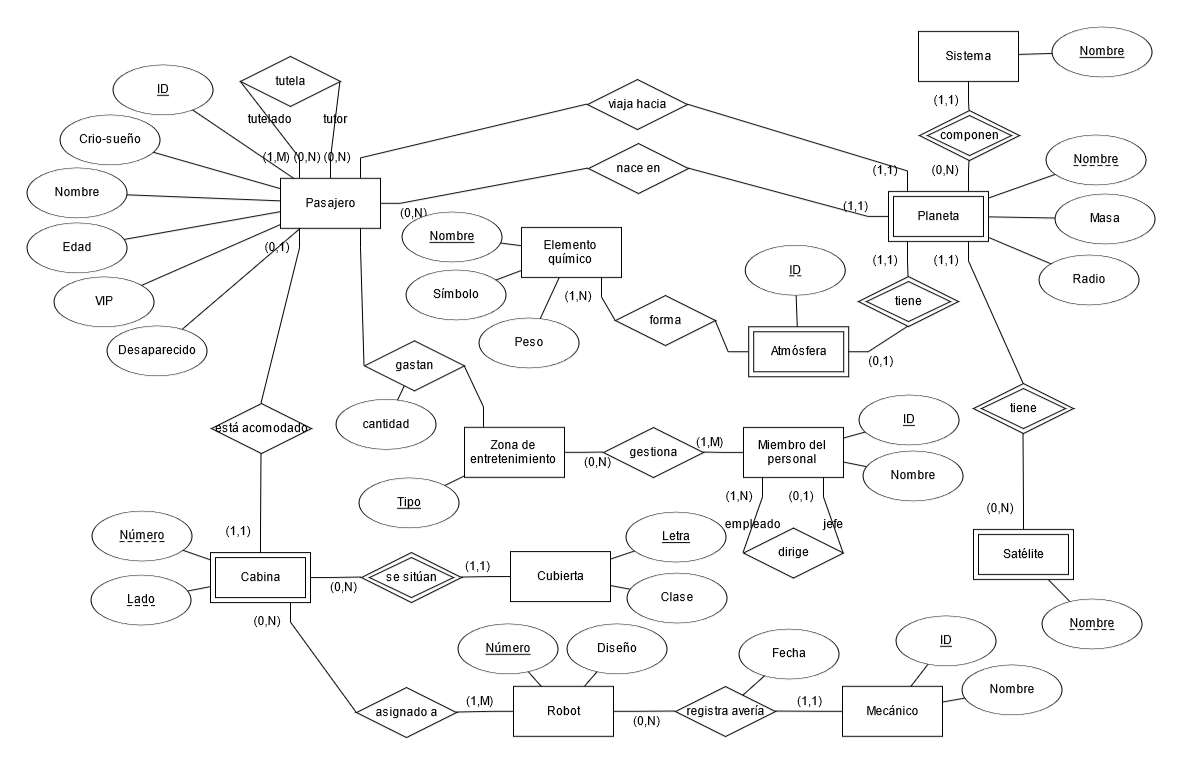 Sistema
Nombre
(1,1)
componen
(0,N)
tutela
tutelado
tutor
(1,M)
(0,N)
(0,N)
ID
Crio-sueño
Nombre
Edad
VIP
Desaparecido
Pasajero
(0,1)
(0,N)
viaja hacia
(1,1)
nace en
(1,1)
Planeta
Nombre
Masa
Radio
(1,1)
(1,1)
tiene
(0,1)
Nombre
Símbolo
Peso
Elemento
químico
(1,N)
forma
ID
Atmósfera
tiene
(0,N)
Satélite
Nombre
está acomodado
(1,1)
gastan
cantidad
Zona de
entretenimiento
Tipo
(0,N)
gestiona
(1,M)
Miembro del
personal
ID
Nombre
(1,N)
(0,1)
empleado
jefe
dirige
Número
Lado
Cabina
(0,N)
(0,N)
se sitúan
(1,1)
Cubierta
Letra
Clase
asignado a
(1,M)
Número
Diseño
Robot
(0,N)
registra avería
Fecha
(1,1)
Mecánico
ID
Nombre